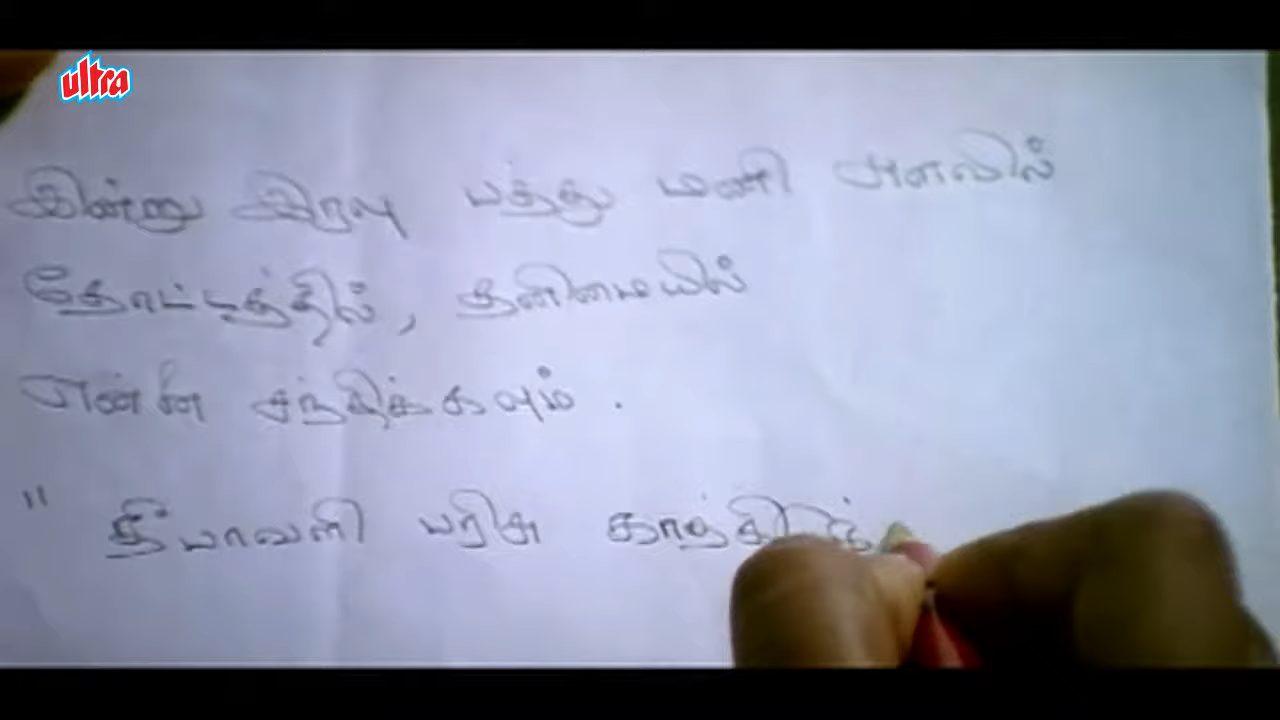 ultra
இன்று இரவு பத்து மணி அளவில்
தோட்டத்தில், தனிமையில்
என்னை சந்திக்கவும்.
" தீபாவளி பரிசு